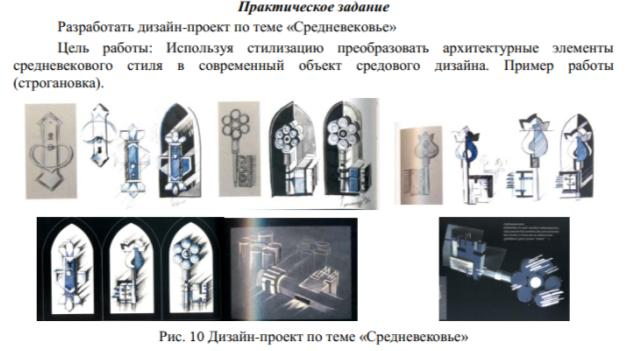 Практическое задание
Разработать дизайн-проект по теме «Средневековье»
Цель работы: Используя стилизацию преобразовать архитектурные элементы
средневекового стиля в современный объект средового дизайна. Пример работы
(строгановка).
Рис. 10 Дизайн-проект по теме «Средневековье»